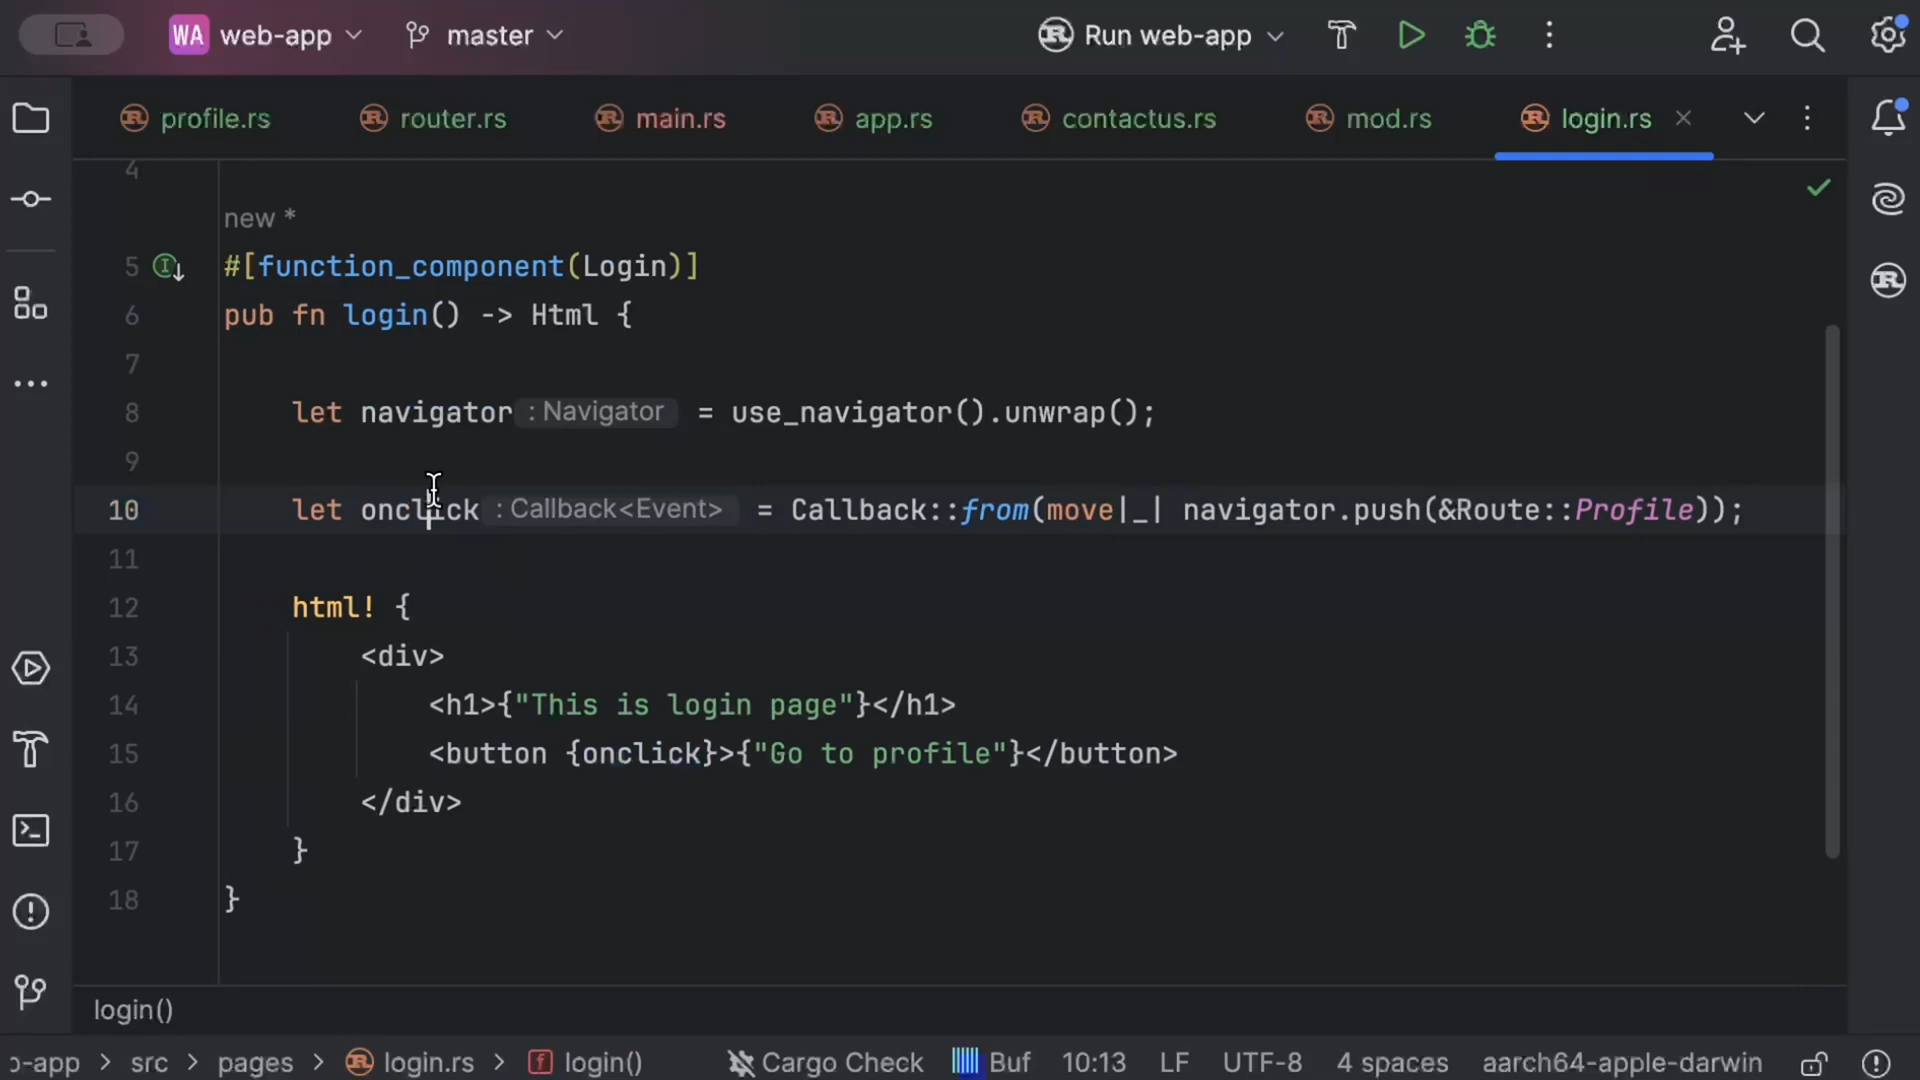 WA web-app master Run web-app
profile.rs router.rs main.rs app.rs contactus.rs mod.rs login.rs
4
new *
5 #[function_component(Login)]
6 pub fn login() -> Html {
7
8 let navigator : Navigator = use_navigator().unwrap();
9
10 let onclick : Callback<Event> = Callback::from(move|_| navigator.push(&Route::Profile));
11
12 html! {
13 <div>
14 <h1>{"This is login page"}</h1>
15 <button {onclick}>{"Go to profile"}</button>
16 </div>
17 }
18 }
login()
-app > src > pages > login.rs > login() Cargo Check Buf 10:13 LF UTF-8 4 spaces aarch64-apple-darwin